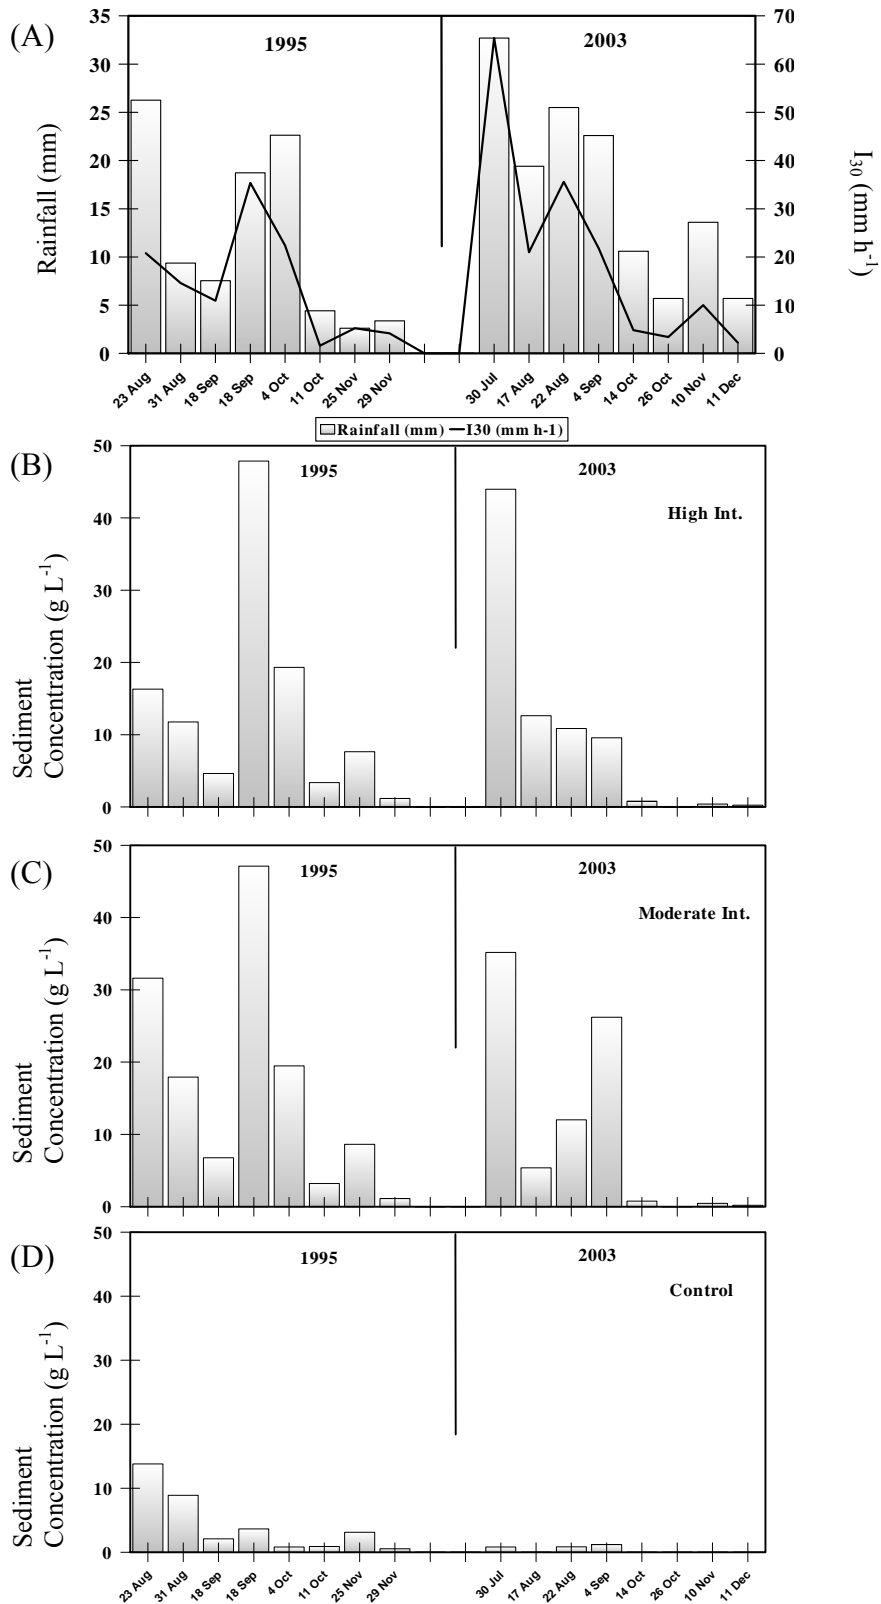 (A)
35
30
25
20
15
10
5
0
Rainfall (mm)
1995
2003
70
60
50
40
30
20
10
0
I30 (mm h-1)
23 Aug
31 Aug
18 Sep
18 Sep
4 Oct
11 Oct
25 Nov
29 Nov
30 Jul
17 Aug
22 Aug
4 Sep
14 Oct
26 Oct
10 Nov
11 Dec
Rainfall (mm) I30 (mm h-1)
(B)
50
40
30
20
10
0
Sediment
Concentration (g L-1)
1995
2003
High Int.
(C)
50
40
30
20
10
0
Sediment
Concentration (g L-1)
1995
2003
Moderate Int.
(D)
50
40
30
20
10
0
Sediment
Concentration (g L-1)
1995
2003
Control
23 Aug
31 Aug
18 Sep
18 Sep
4 Oct
11 Oct
25 Nov
29 Nov
30 Jul
17 Aug
22 Aug
4 Sep
14 Oct
26 Oct
10 Nov
11 Dec